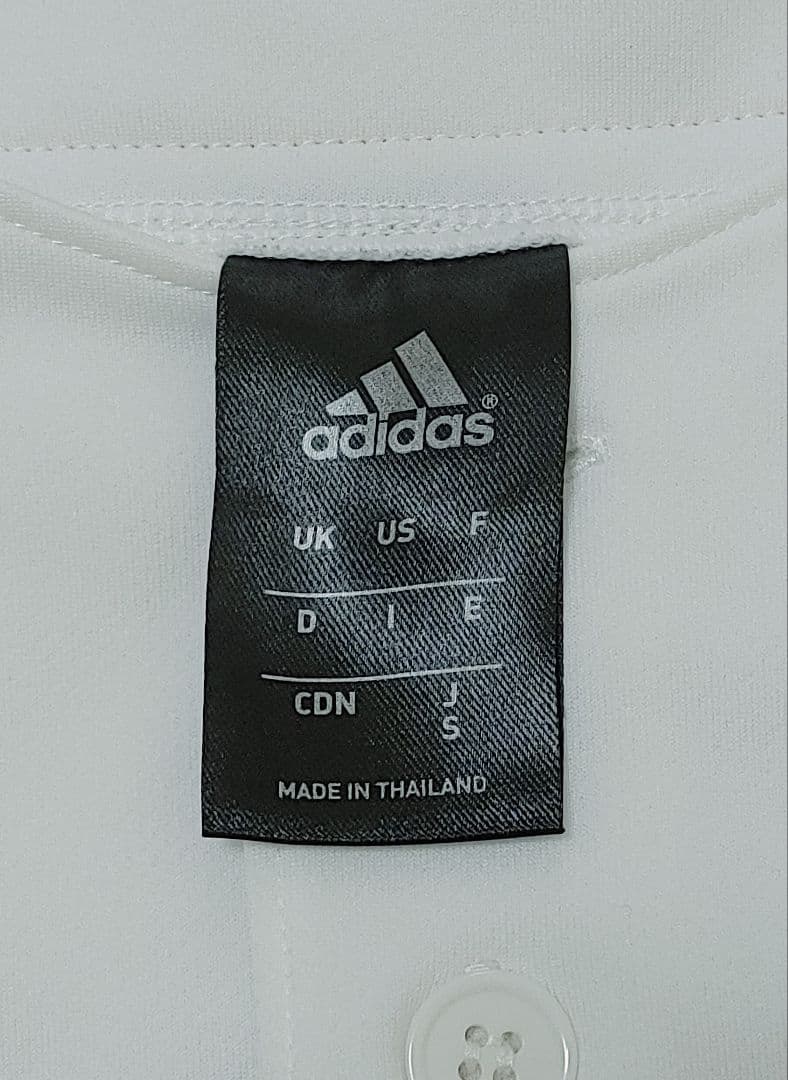 adidas®
UK US F
D I E
CDN J
S
MADE IN THAILAND